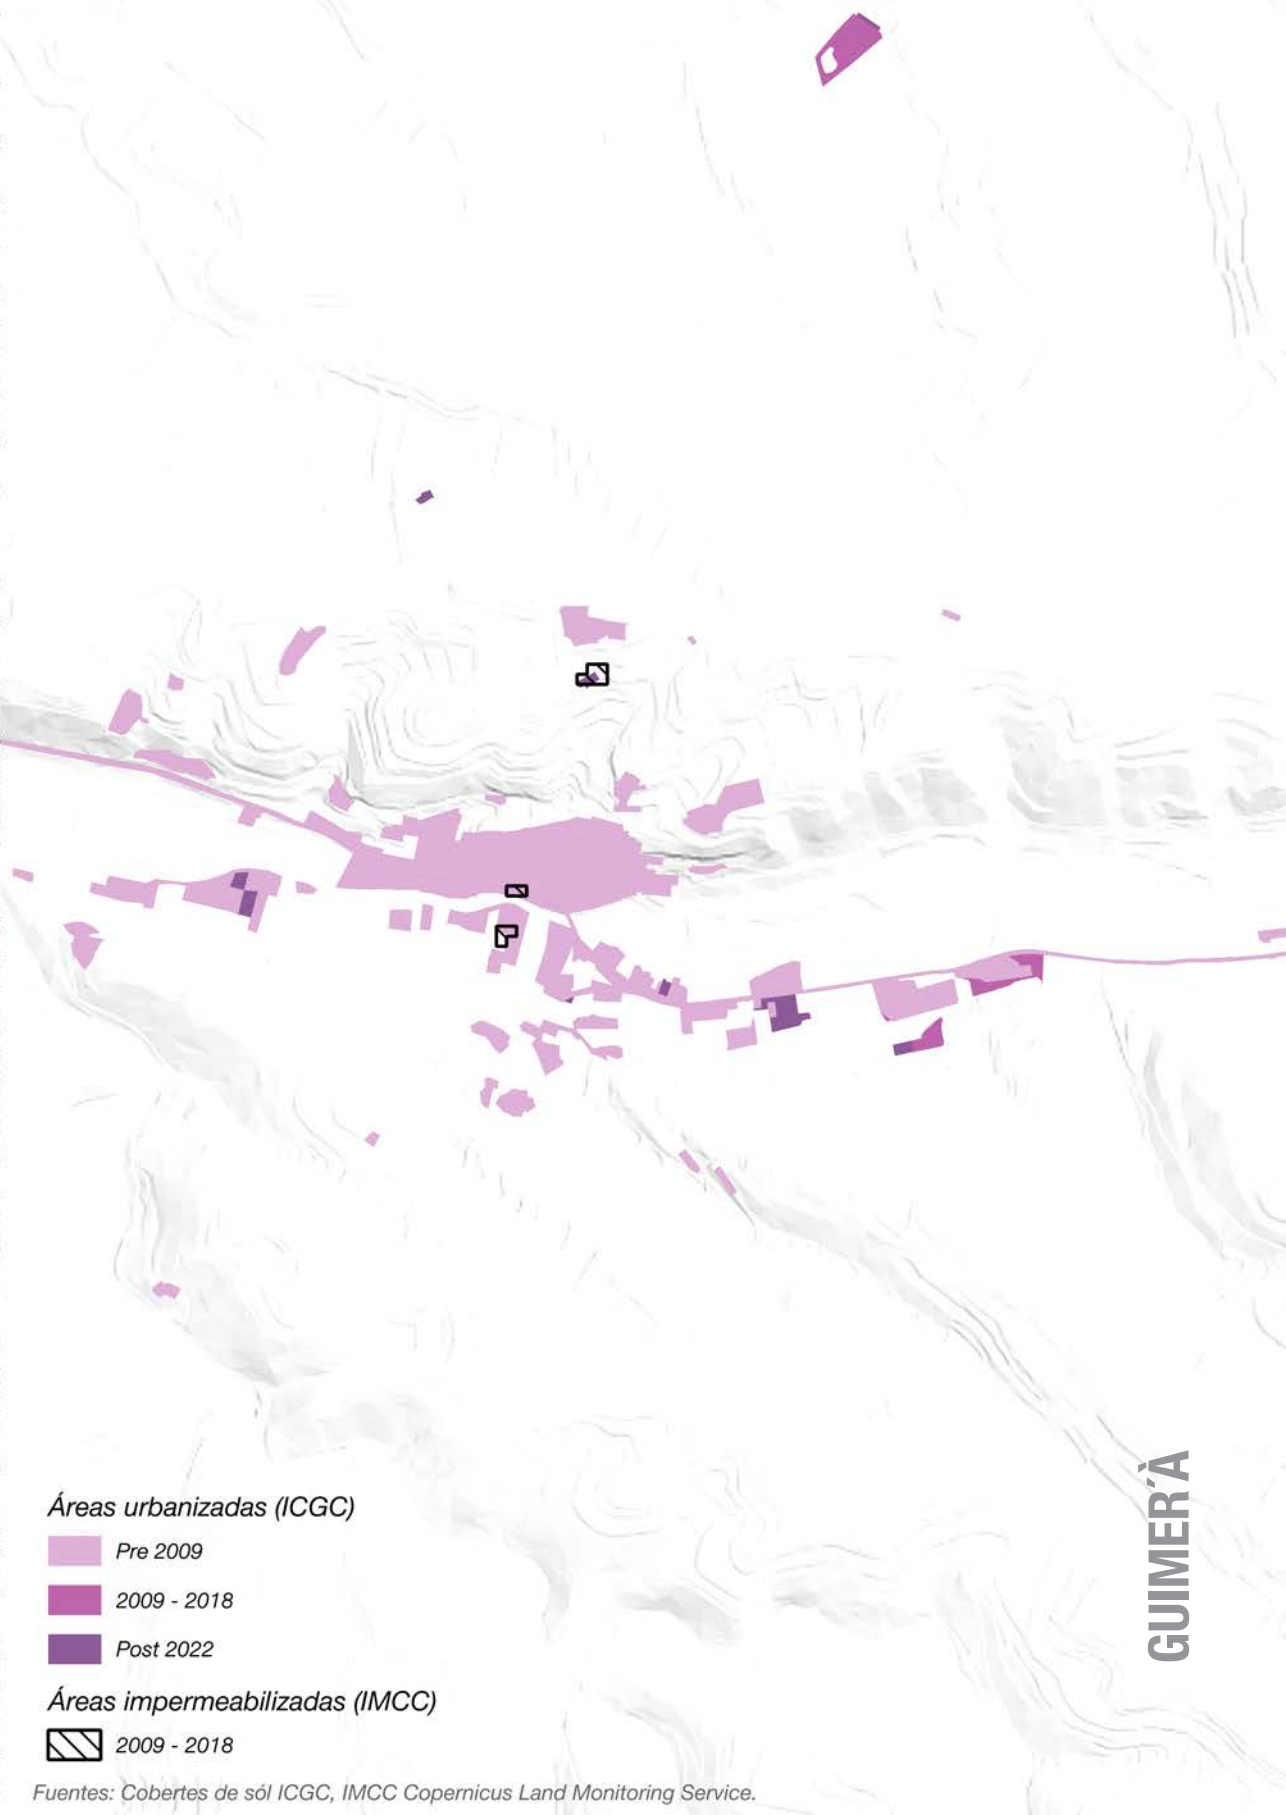 GUIMER´À
Áreas urbanizadas (ICGC)
Pre 2009
2009 - 2018
Post 2022
Áreas impermeabilizadas (IMCC)
2009 - 2018
Fuentes: Cobertes de sól ICGC, IMCC Copernicus Land Monitoring Service.